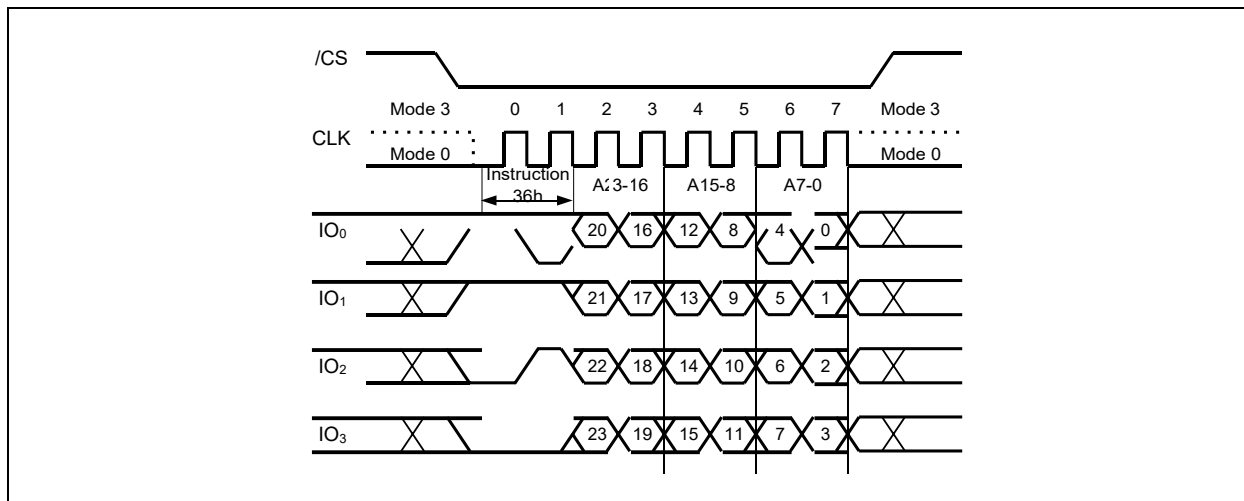 /CS
Mode 3 0 1 2 3 4 5 6 7 Mode 3
CLK
Mode 0 Mode 0
Instruction
36h A23-16 A15-8 A7-0
IO₀ 20 16 12 8 4 0
IO₁ 21 17 13 9 5 1
IO₂ 22 18 14 10 6 2
IO₃ 23 19 15 11 7 3